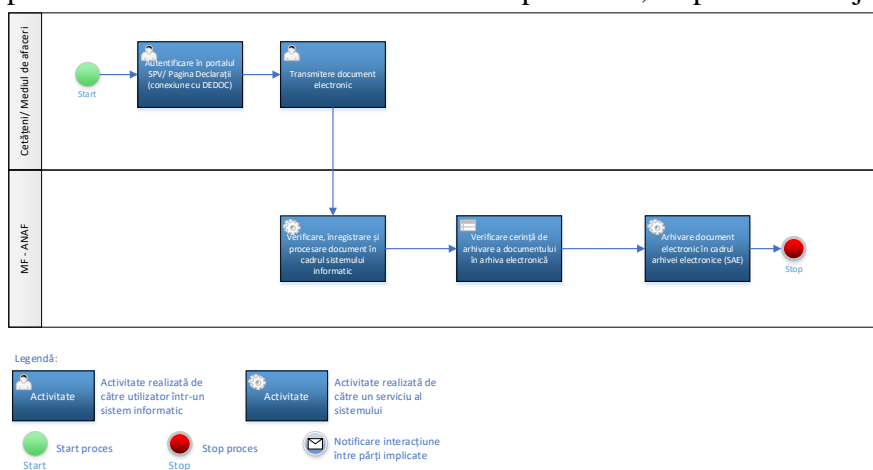 Cetățeni/ Mediul de afaceri
Autentificare în portalul
SPV/ Pagina Declarații
(conexiune cu DEDOC)
Transmitere document
electronic
Start
MF - ANAF
Verificare, înregistrare și
procesare document în
cadrul sistemului
informatic
Verificare cerință de
arhivare a documentului
în arhiva electronică
Arhivare document
electronic în cadrul
arhivei electronice (SAE)
Stop
Legendă:
Activitate
Activitate realizată de
către utilizator într-un
sistem informatic
Activitate
Activitate realizată de
către un serviciu al
sistemului
Start
Start proces
Stop
Stop proces
Notificare interacțiune
între părți implicate